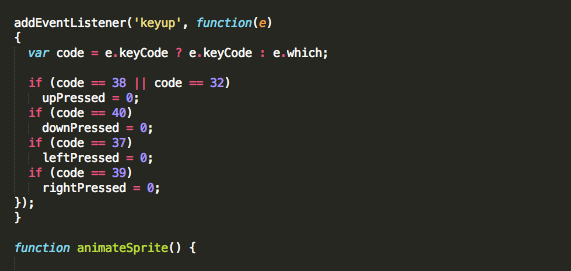 addEventListener('keyup', function(e)
{
var code = e.keyCode ? e.keyCode : e.which;
if (code == 38 || code == 32)
upPressed = 0;
if (code == 40)
downPressed = 0;
if (code == 37)
leftPressed = 0;
if (code == 39)
rightPressed = 0;
});
}
function animateSprite() {